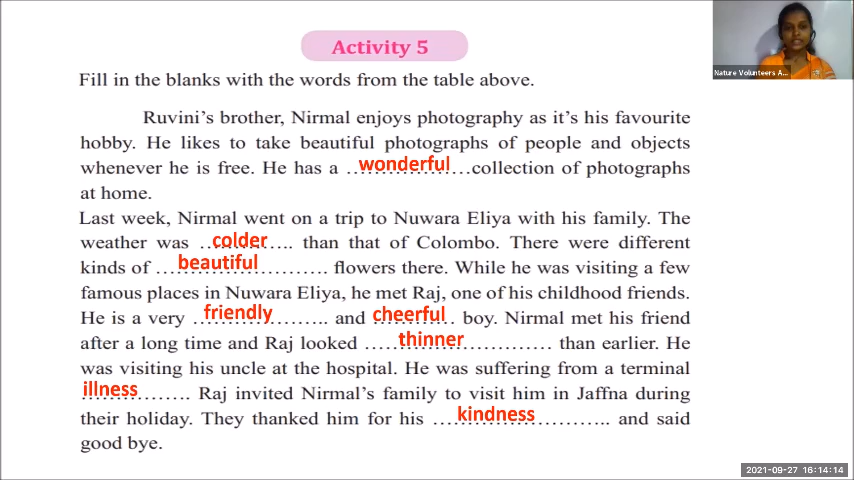 Activity 5
Nature Volunteers A...
Fill in the blanks with the words from the table above.
Ruvini's brother, Nirmal enjoys photography as it's his favourite
hobby. He likes to take beautiful photographs of people and objects
whenever he is free. He has a ...wonderful...collection of photographs
at home.
Last week, Nirmal went on a trip to Nuwara Eliya with his family. The
weather was ...colder.... than that of Colombo. There were different
kinds of ...beautiful.... flowers there. While he was visiting a few
famous places in Nuwara Eliya, he met Raj, one of his childhood friends.
He is a very ...friendly.... and cheerful boy. Nirmal met his friend
after a long time and Raj looked ...thinner... than earlier. He
was visiting his uncle at the hospital. He was suffering from a terminal
illness........ Raj invited Nirmal's family to visit him in Jaffna during
their holiday. They thanked him for his ...kindness.... and said
good bye.
2021-09-27 16:14:14